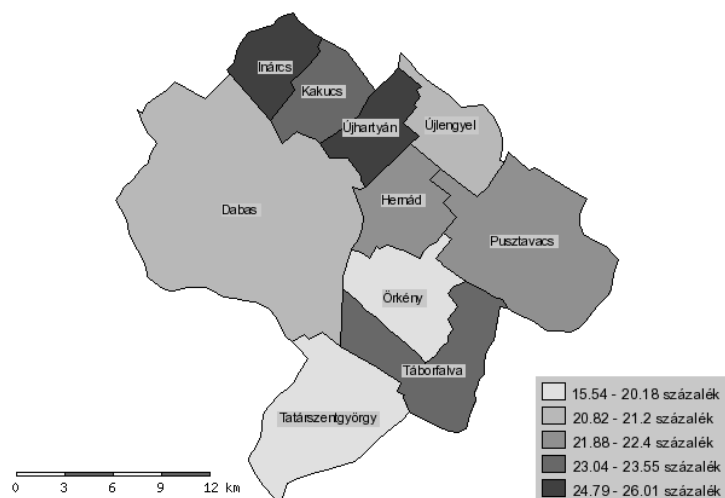 Inárcs
Kakucs
Újhartyán
Újlengyel
Dabas
Hernád
Pusztavacs
Örkény
Táborfalva
Tatárszentgyörgy
15.54 - 20.18 százalék
20.82 - 21.2 százalék
21.88 - 22.4 százalék
23.04 - 23.55 százalék
24.79 - 26.01 százalék
0 3 6 9 12 km